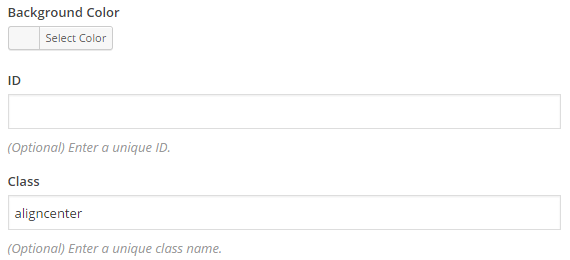 Background Color
Select Color
ID
(Optional) Enter a unique ID.
Class
aligncenter
(Optional) Enter a unique class name.